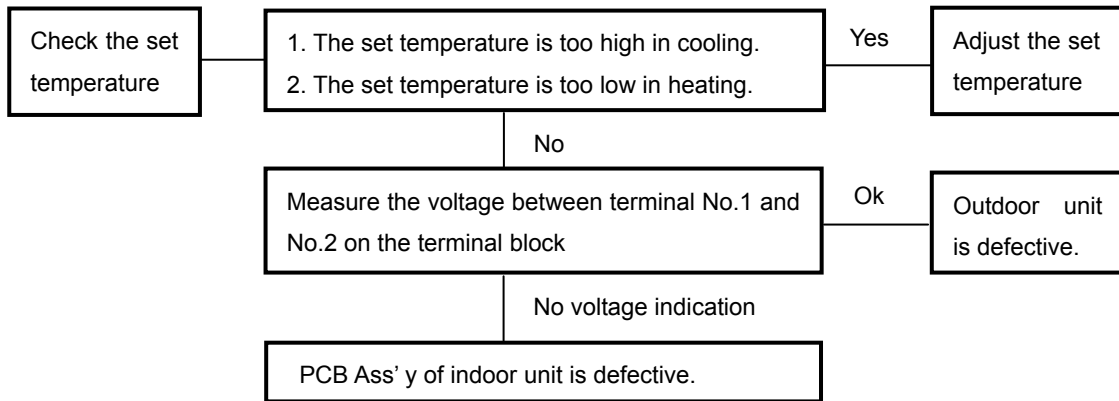 Check the set
temperature
1. The set temperature is too high in cooling.
2. The set temperature is too low in heating.
Yes
Adjust the set
temperature
No
Measure the voltage between terminal No.1 and
No.2 on the terminal block
Ok
Outdoor unit
is defective.
No voltage indication
PCB Ass' y of indoor unit is defective.